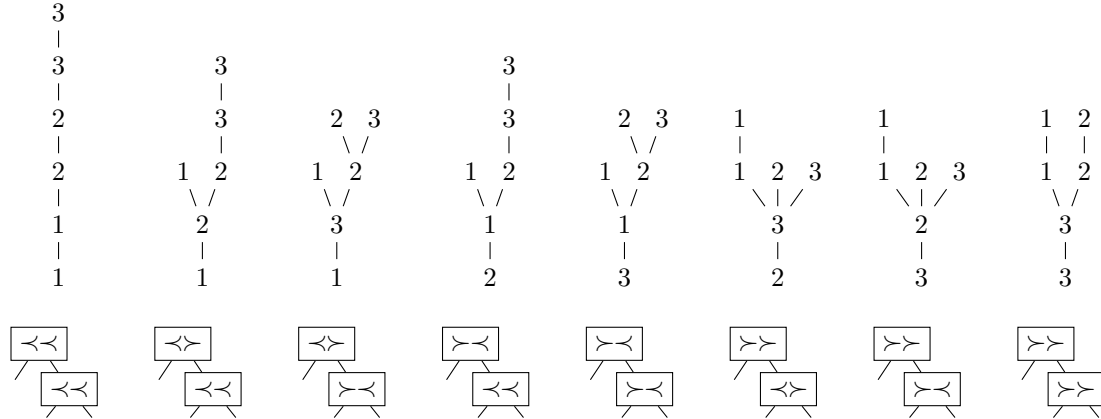 3
3 3 3
2 3 2 3 3 2 3 1 1 1 2
2 1 2 1 2 1 2 1 2 1 2 3 1 2 3 1 2
1 2 3 1 1 3 2 3
1 1 1 2 3 2 3 3
≺≺ ≺≻ ≺≻ ≻≺ ≻≺ ≻≻ ≻≻ ≻≻
≺≺ ≺≺ ≻≺ ≺≺ ≻≺ ≺≻ ≻≺ ≻≻